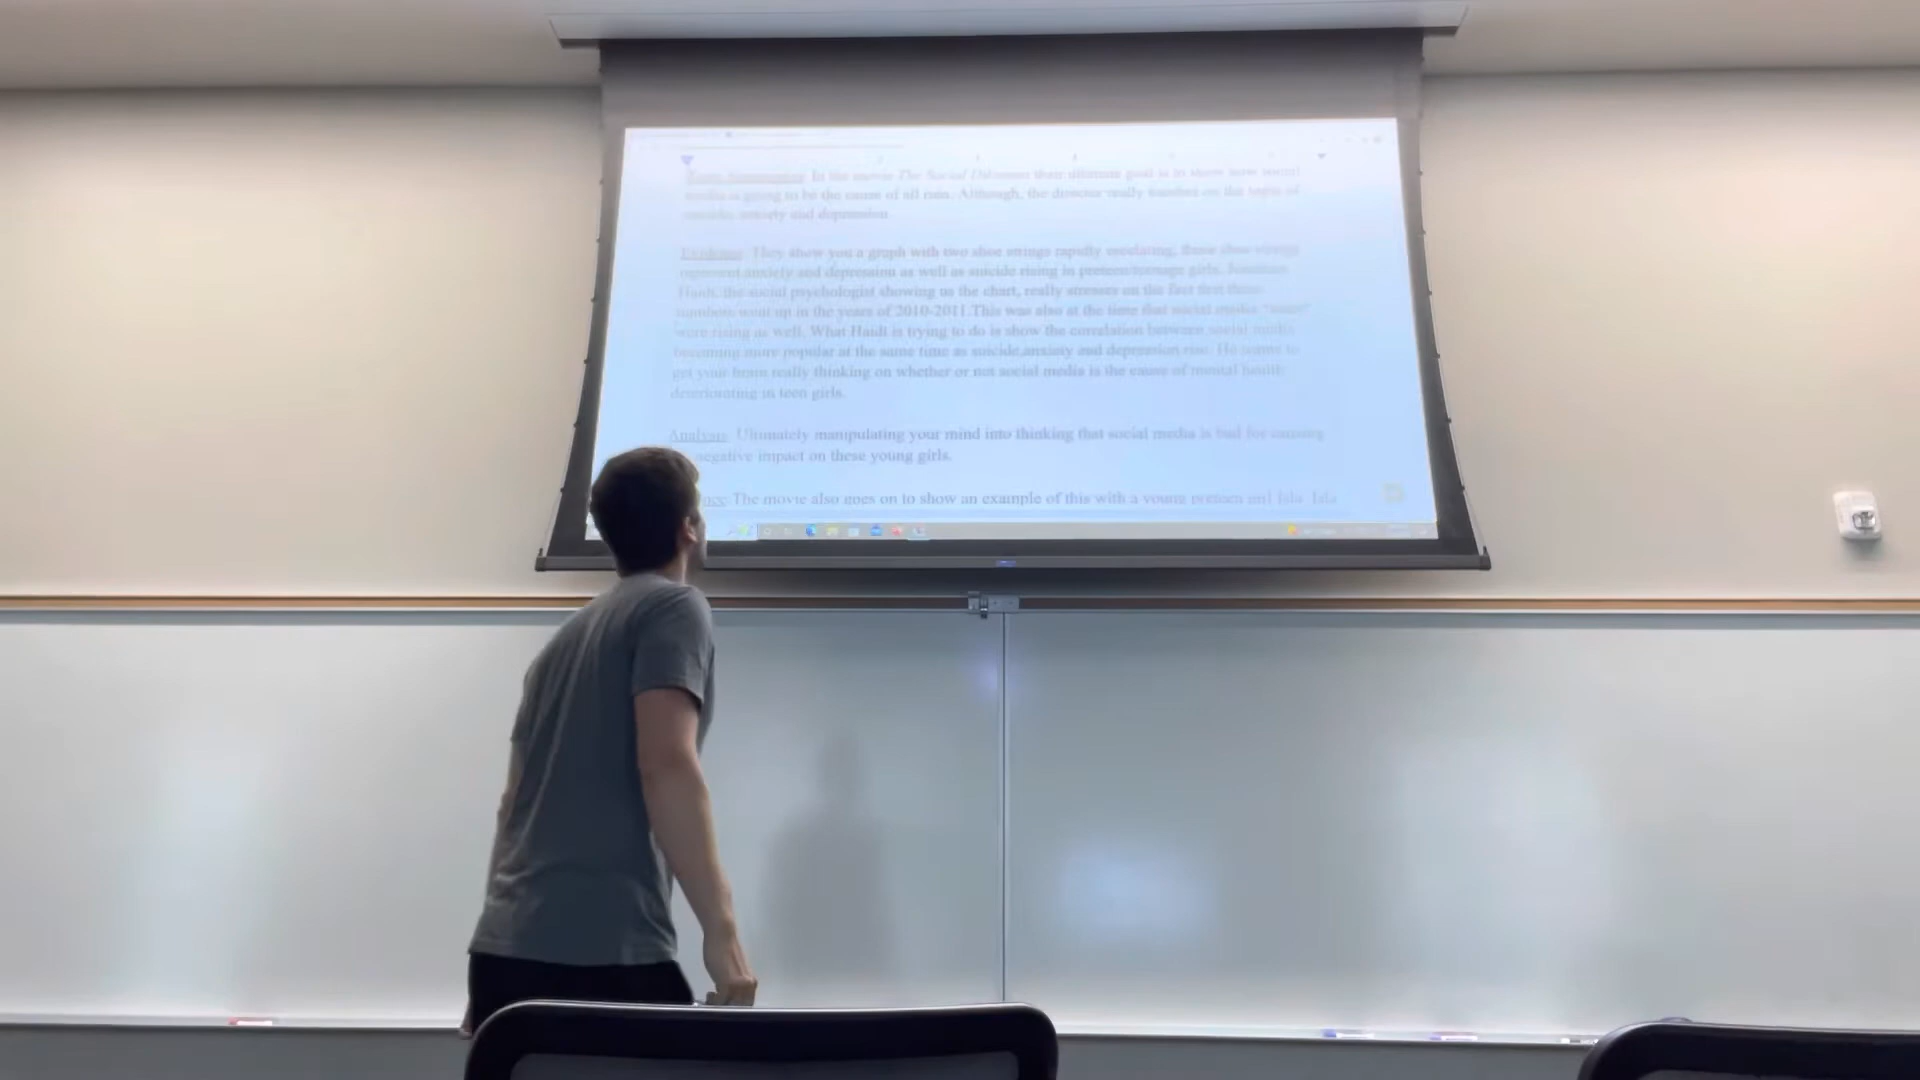 In the movie The Social Dilemma their ultimate goal is to show how social
media is going to be the cause of all ruin. Although, the director really touches on the topic of
suicide, anxiety and depression.
Evidence: They show you a graph with two shoe strings rapidly escalating, these shoe strings
represent anxiety and depression as well as suicide rising in preteen/teenage girls. Jonathan
Haidt, the social psychologist showing us the chart, really stresses on the fact that these
numbers went up in the years of 2010-2011.This was also at the time that social media
were rising as well. What Haidt is trying to do is show the correlation between social media
becoming more popular at the same time as suicide,anxiety and depression rise. He wants to
get your brain really thinking on whether or not social media is the cause of mental health
deteriorating in teen girls.
Analysis: Ultimately manipulating your mind into thinking that social media is bad for causing
negative impact on these young girls.
The movie also goes on to show an example of this with a young preteen girl Isla. Isla